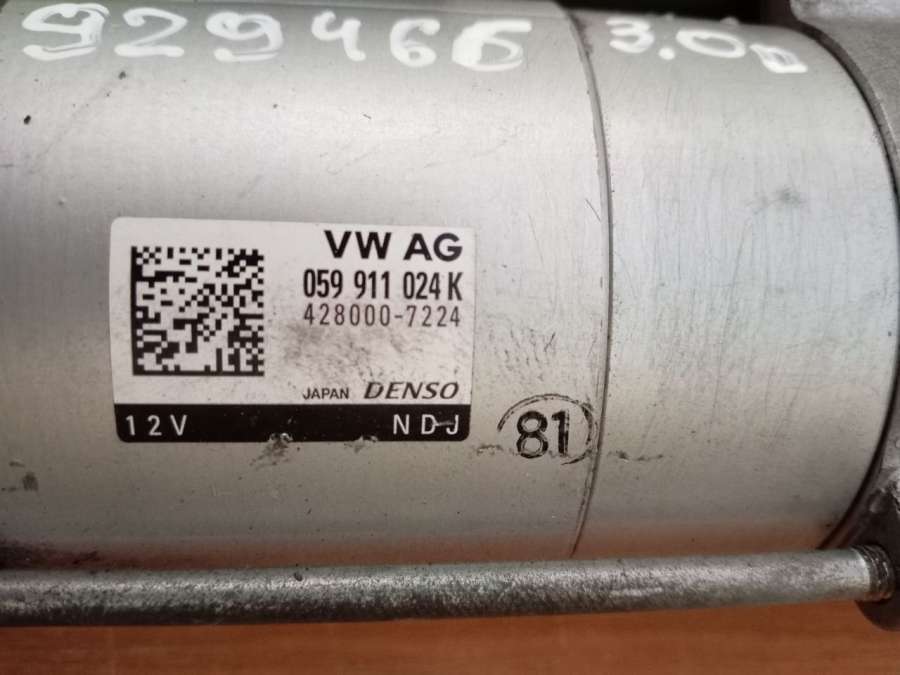 929466 3.0D
VW AG
059 911 024 K
428000-7224
JAPAN DENSO
12V NDJ
81